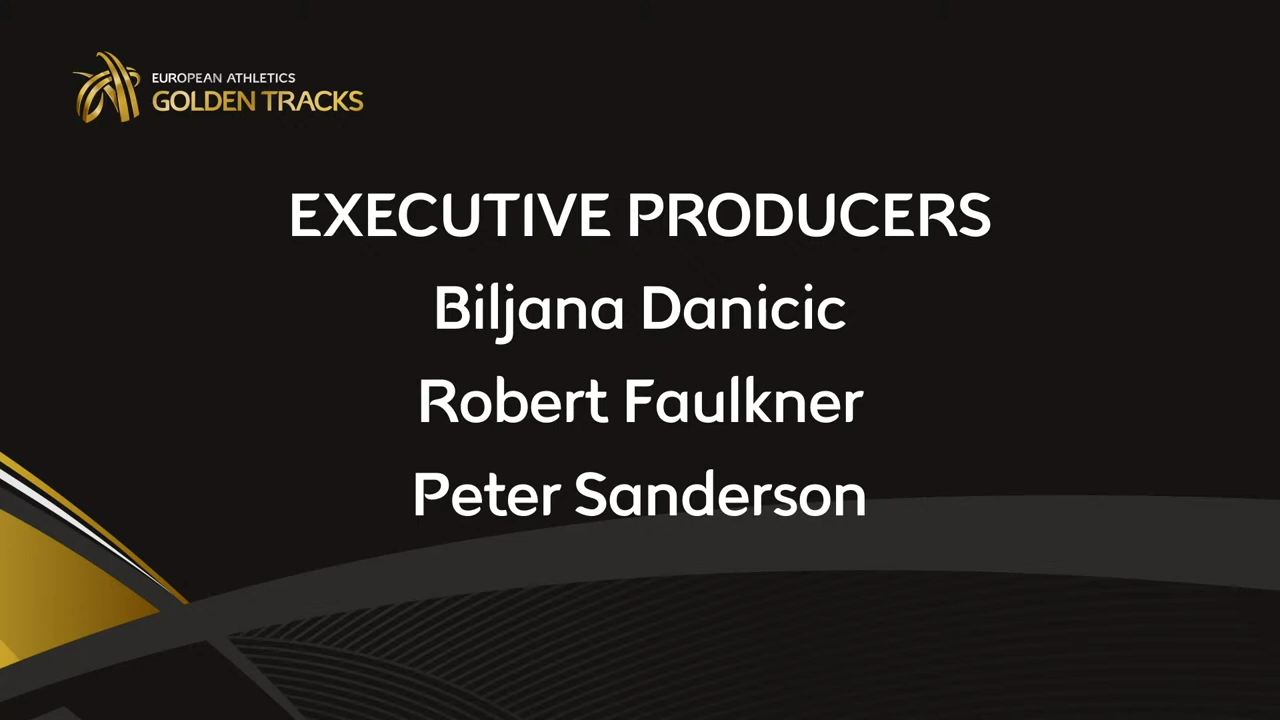 EUROPEAN ATHLETICS
GOLDEN TRACKS
EXECUTIVE PRODUCERS
Biljana Danicic
Robert Faulkner
Peter Sanderson